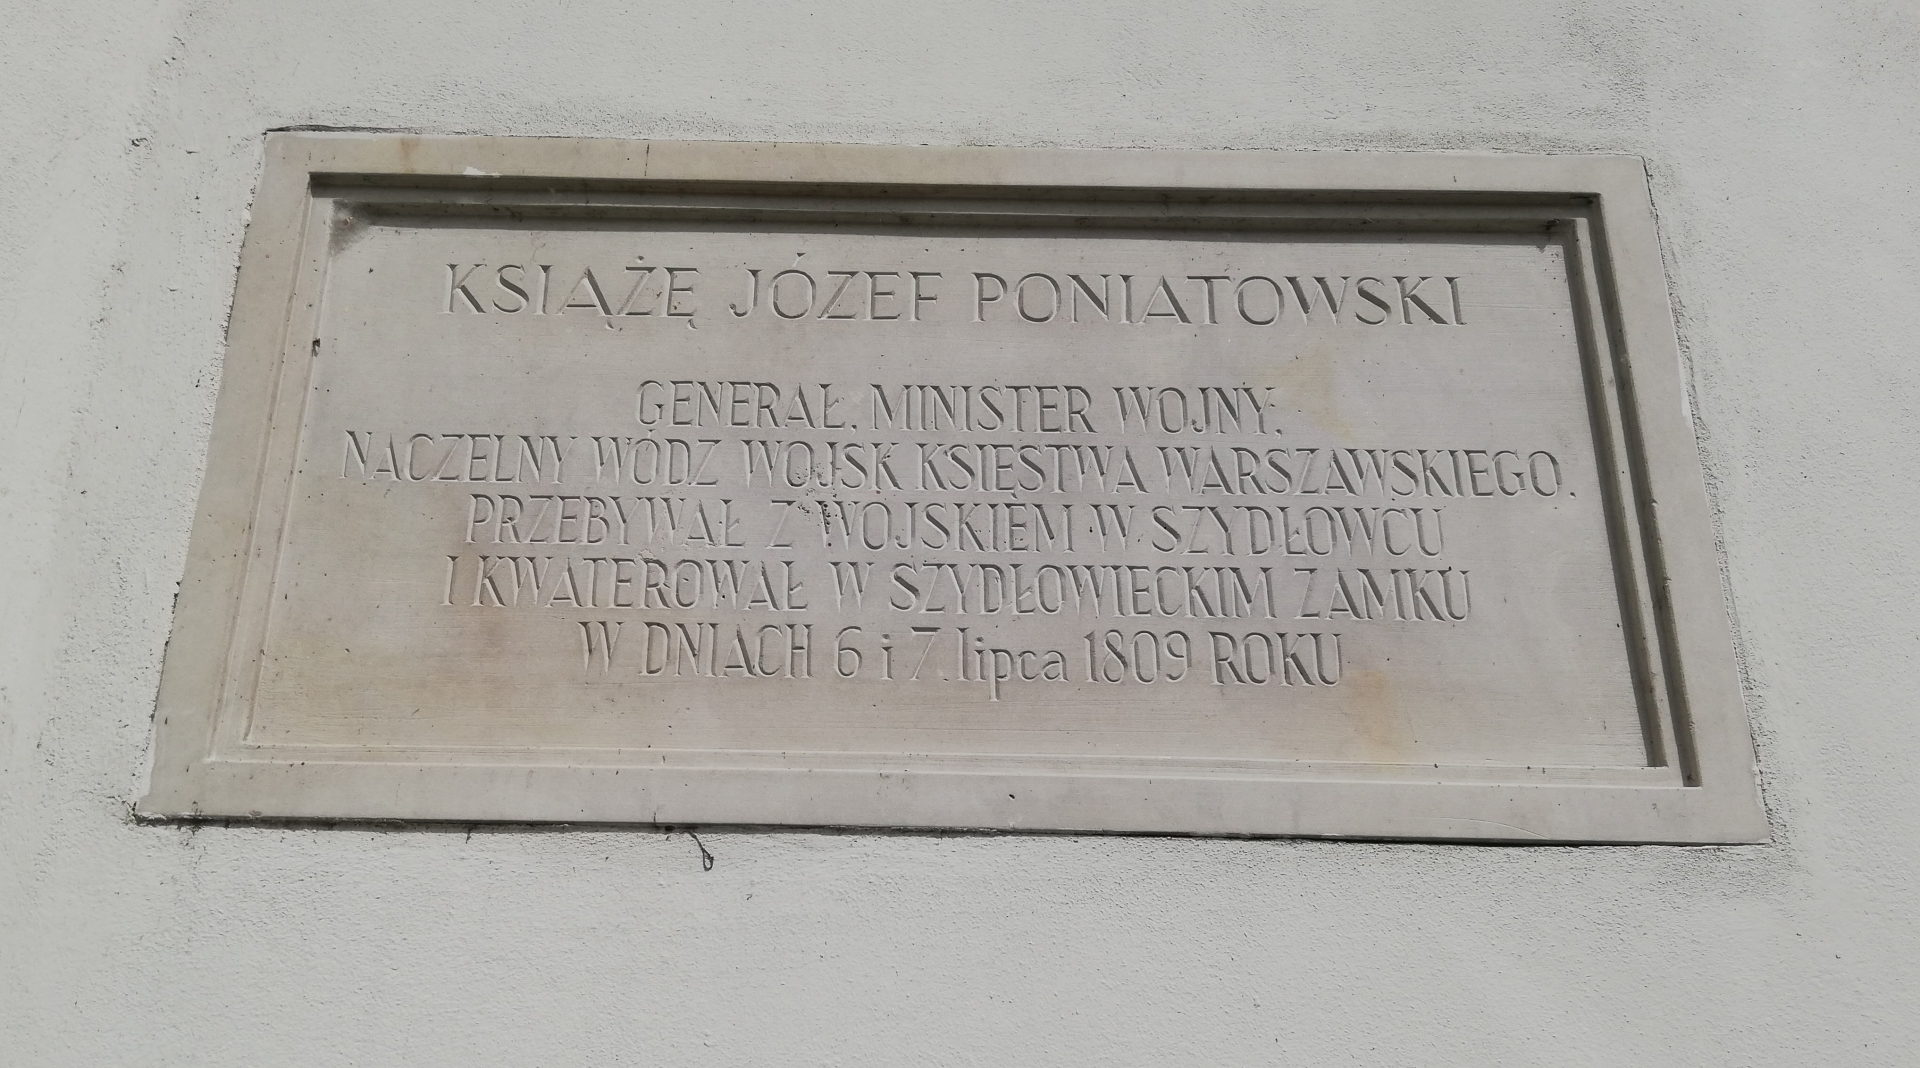 KSIĄŻĘ JÓZEF PONIATOWSKI
GENERAŁ, MINISTER WOJNY,
NACZELNY WÓDZ WOJSK KSIĘSTWA WARSZAWSKIEGO,
PRZEBYWAŁ Z WOJSKIEM W SZYDŁOWCU
I KWATEROWAŁ W SZYDŁOWIECKIM ZAMKU
W DNIACH 6 i 7 lipca 1809 ROKU